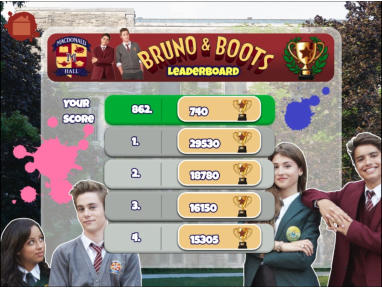 MACDONALD
HALL
BRUNO & BOOTS
LEADERBOARD
YOUR SCORE
862. 740
1. 29530
2. 18780
3. 16150
4. 15305